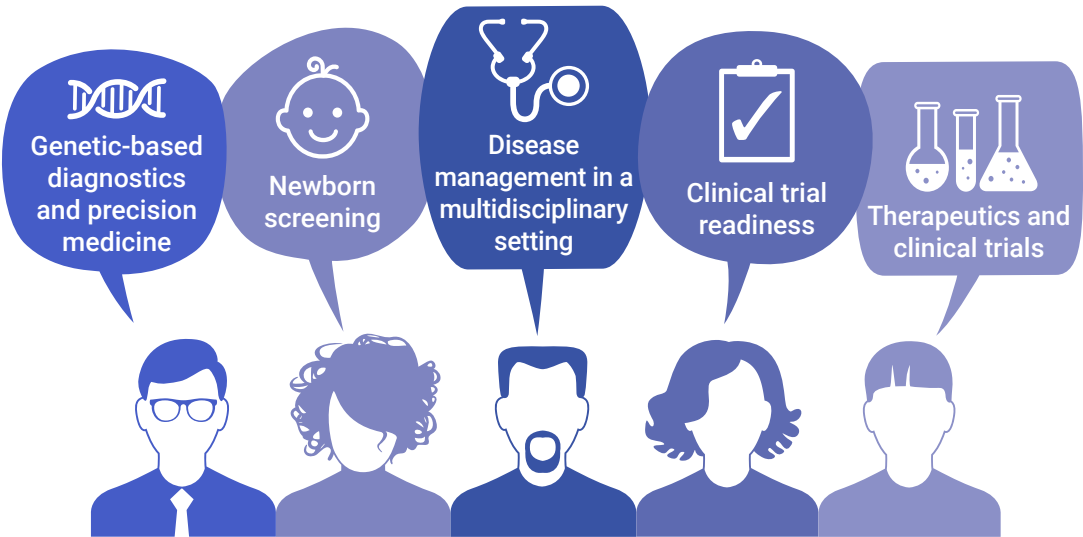 Genetic-based
diagnostics
and precision
medicine
Newborn
screening
Disease
management in a
multidisciplinary
setting
Clinical trial
readiness
Therapeutics and
clinical trials